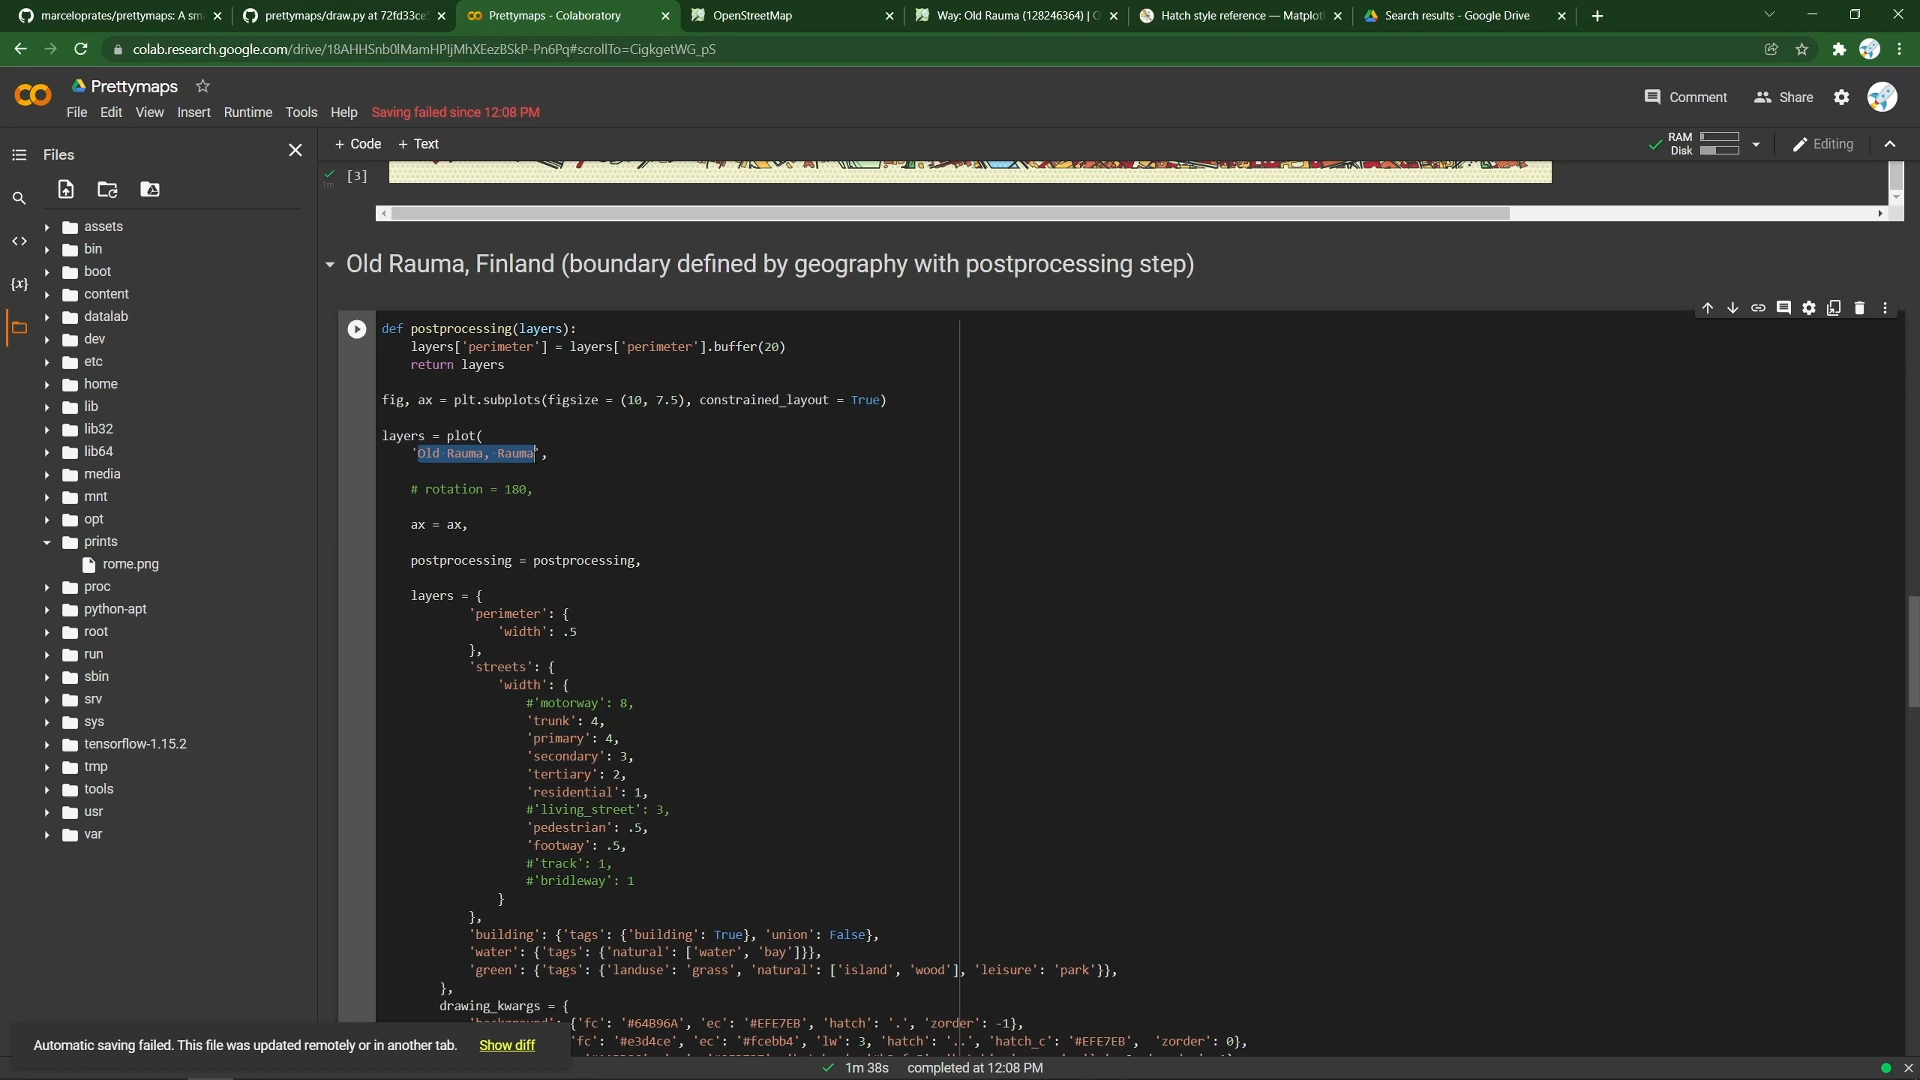 marceloprates/prettymaps: A sm
prettymaps/draw.py at 72fd33ce
Prettymaps - Colaboratory
OpenStreetMap
Way: Old Rauma (128246364) | O
Hatch style reference — Matplotl
Search results - Google Drive
colab.research.google.com/drive/18AHHSnb0lMamHPIjMhXEezBSkP-Pn6Pq#scrollTo=CigkgetWG_pS
Prettymaps
File Edit View Insert Runtime Tools Help Saving failed since 12:08 PM
Comment Share
Files
+ Code + Text
RAM
Disk
Editing
[3]
1m
Old Rauma, Finland (boundary defined by geography with postprocessing step)
assets
bin
boot
content
datalab
dev
etc
home
lib
lib32
lib64
media
mnt
opt
prints
rome.png
proc
python-apt
root
run
sbin
srv
sys
tensorflow-1.15.2
tmp
tools
usr
var
def postprocessing(layers):
layers['perimeter'] = layers['perimeter'].buffer(20)
return layers
fig, ax = plt.subplots(figsize = (10, 7.5), constrained_layout = True)
layers = plot(
'Old Rauma, Rauma',
# rotation = 180,
ax = ax,
postprocessing = postprocessing,
layers = {
'perimeter': {
'width': .5
},
'streets': {
'width': {
#'motorway': 8,
'trunk': 4,
'primary': 4,
'secondary': 3,
'tertiary': 2,
'residential': 1,
#'living_street': 3,
'pedestrian': .5,
'footway': .5,
#'track': 1,
#'bridleway': 1
}
},
'building': {'tags': {'building': True}, 'union': False},
'water': {'tags': {'natural': ['water', 'bay']}},
'green': {'tags': {'landuse': 'grass', 'natural': ['island', 'wood'], 'leisure': 'park'}},
},
drawing_kwargs = {
'background': {'fc': '#64B96A', 'ec': '#EFE7EB', 'hatch': '.', 'zorder': -1},
'fc': '#e3d4ce', 'ec': '#fcebb4', 'lw': 3, 'hatch': '..', 'hatch_c': '#EFE7EB', 'zorder': 0},
Automatic saving failed. This file was updated remotely or in another tab. Show diff
1m 38s completed at 12:08 PM